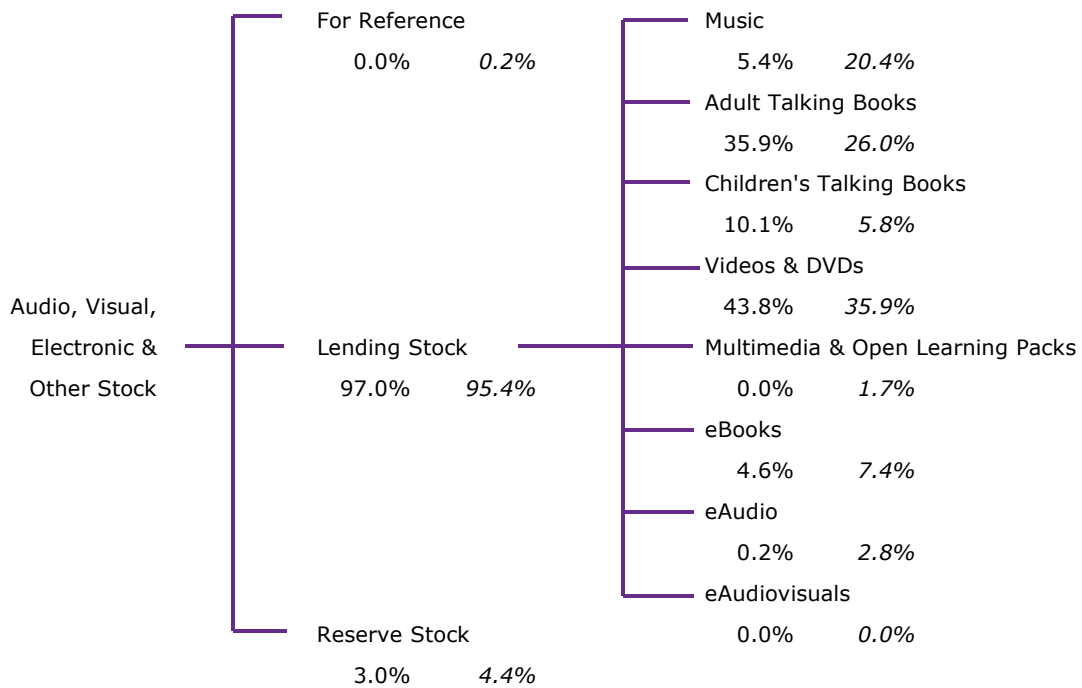 For Reference
0.0% 0.2%
Audio, Visual,
Electronic &
Other Stock
Lending Stock
97.0% 95.4%
Reserve Stock
3.0% 4.4%
Music
5.4% 20.4%
Adult Talking Books
35.9% 26.0%
Children's Talking Books
10.1% 5.8%
Videos & DVDs
43.8% 35.9%
Multimedia & Open Learning Packs
0.0% 1.7%
eBooks
4.6% 7.4%
eAudio
0.2% 2.8%
eAudiovisuals
0.0% 0.0%